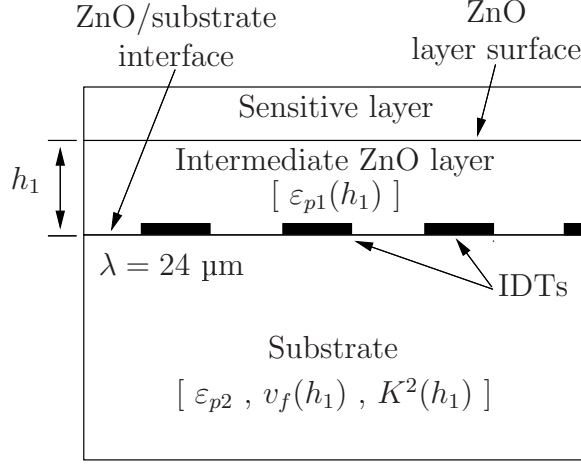 ZnO/substrate
interface
ZnO
layer surface
Sensitive layer
h₁
Intermediate ZnO layer
[ εₚ₁(h₁) ]
λ = 24 µm
IDTs
Substrate
[ εₚ₂ , v_f(h₁) , K²(h₁) ]